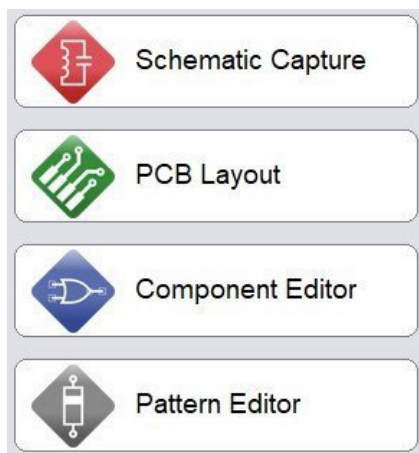 Schematic Capture
PCB Layout
Component Editor
Pattern Editor